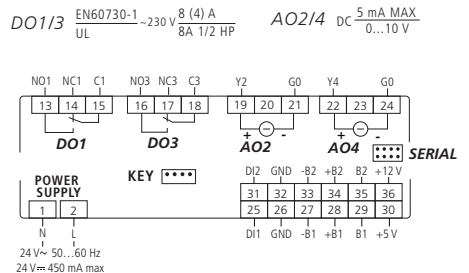 DO1/3 EN60730-1 UL ~230 V 8 (4) A 8A 1/2 HP
AO2/4 DC 5 mA MAX 0...10 V
NO1 NC1 C1 NO3 NC3 C3 Y2 G0 Y4 G0
13 14 15 16 17 18 19 20 21 22 23 24
+ - + -
DO1 DO3 AO2 AO4
SERIAL
KEY
POWER SUPPLY
DI2 GND -B2 +B2 B2 +12 V
31 32 33 34 35 36
1 2 25 26 27 28 29 30
N L DI1 GND -B1 +B1 B1 +5 V
24 V~ 50...60 Hz
24 V⎓ 450 mA max